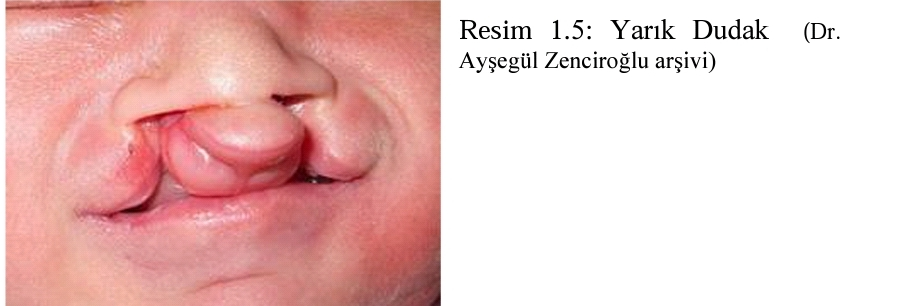 Resim 1.5: Yarık Dudak (Dr.
Ayşegül Zenciroğlu arşivi)